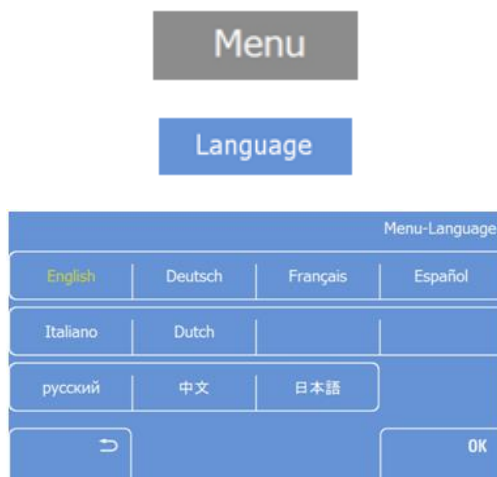 Menu
Language
Menu-Language
English Deutsch Français Español
Italiano Dutch
русский 中文 日本語
OK